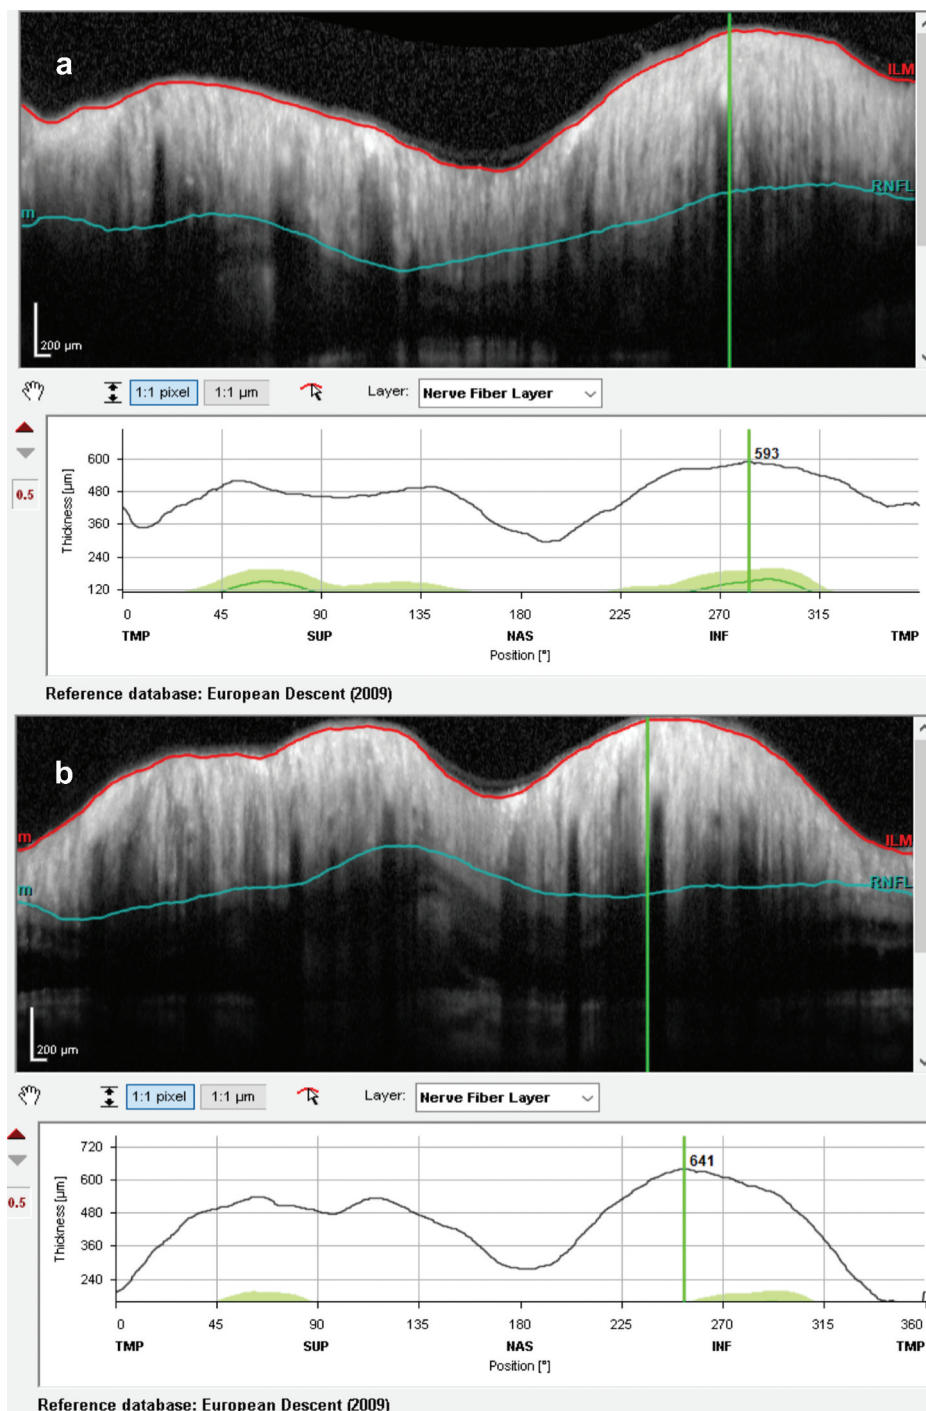 a
ILM
m
RNFL
200 µm
1:1 pixel
1:1 µm
Layer:
Nerve Fiber Layer
0.5
Thickness [µm]
600
480
360
240
120
593
0
45
90
135
180
225
270
315
TMP
SUP
NAS
INF
TMP
Position [°]
Reference database: European Descent (2009)
b
m
ILM
m
RNFL
200 µm
1:1 pixel
1:1 µm
Layer:
Nerve Fiber Layer
0.5
Thickness [µm]
720
600
480
360
240
641
0
45
90
135
180
225
270
315
360
TMP
SUP
NAS
INF
TMP
Position [°]
Reference database: European Descent (2009)